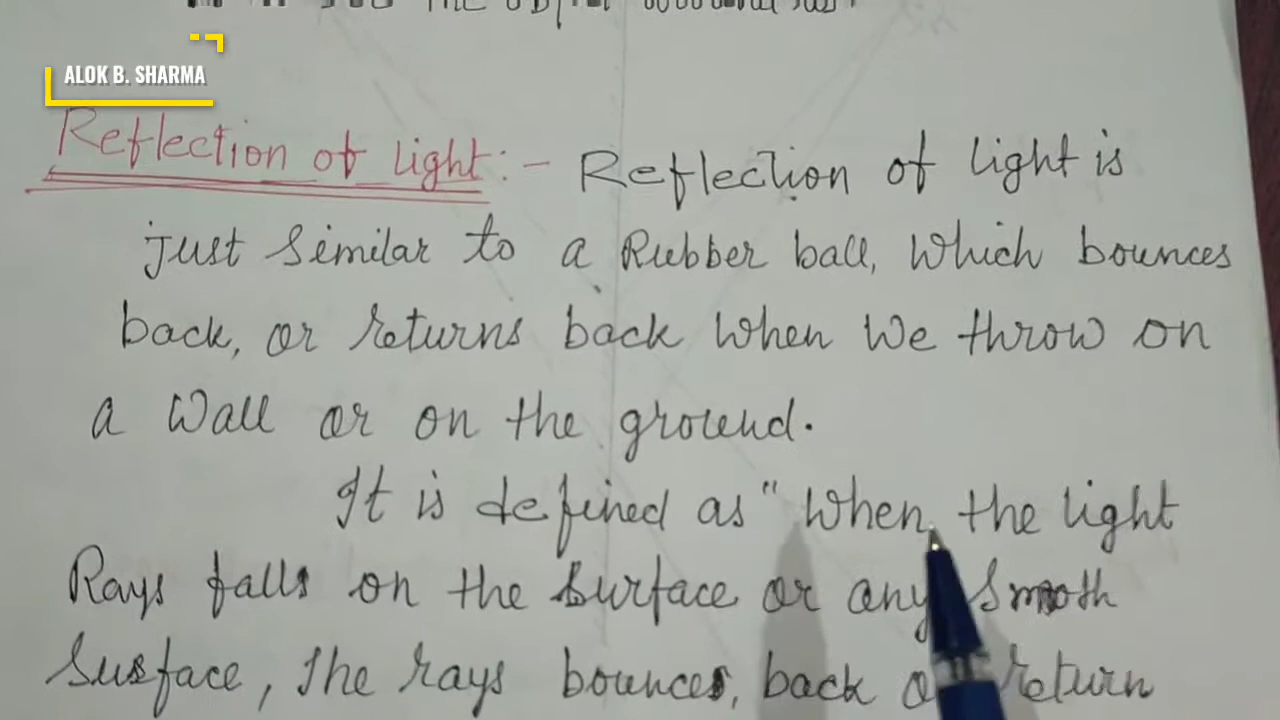 ALOK B. SHARMA
Reflection of light :- Reflection of light is
just similar to a Rubber ball, which bounces
back, or returns back when we throw on
a wall or on the ground.
It is defined as " when the light
Rays falls on the surface or any smooth
surface, the rays bounces, back or return